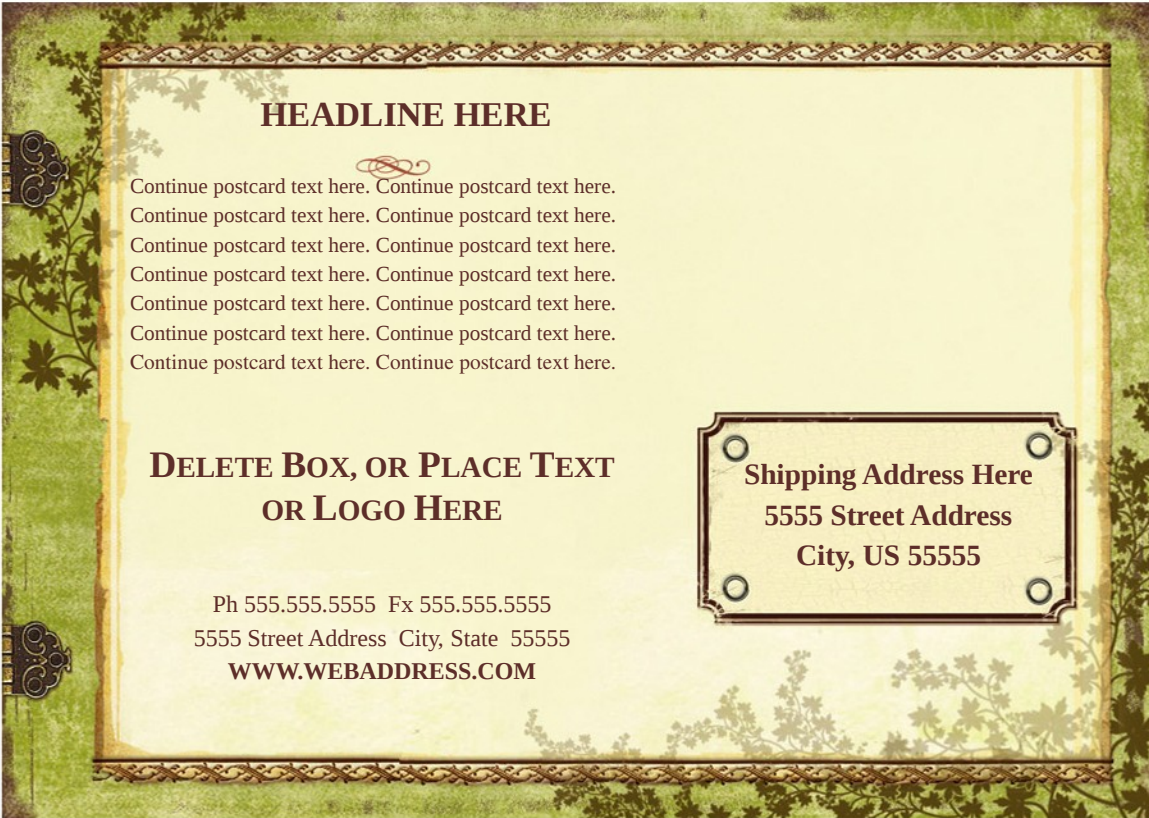 HEADLINE HERE
Continue postcard text here. Continue postcard text here.
Continue postcard text here. Continue postcard text here.
Continue postcard text here. Continue postcard text here.
Continue postcard text here. Continue postcard text here.
Continue postcard text here. Continue postcard text here.
Continue postcard text here. Continue postcard text here.
Continue postcard text here. Continue postcard text here.
DELETE BOX, OR PLACE TEXT
OR LOGO HERE
Ph 555.555.5555  Fx 555.555.5555
5555 Street Address  City, State  55555
WWW.WEBADDRESS.COM
Shipping Address Here
5555 Street Address
City, US 55555